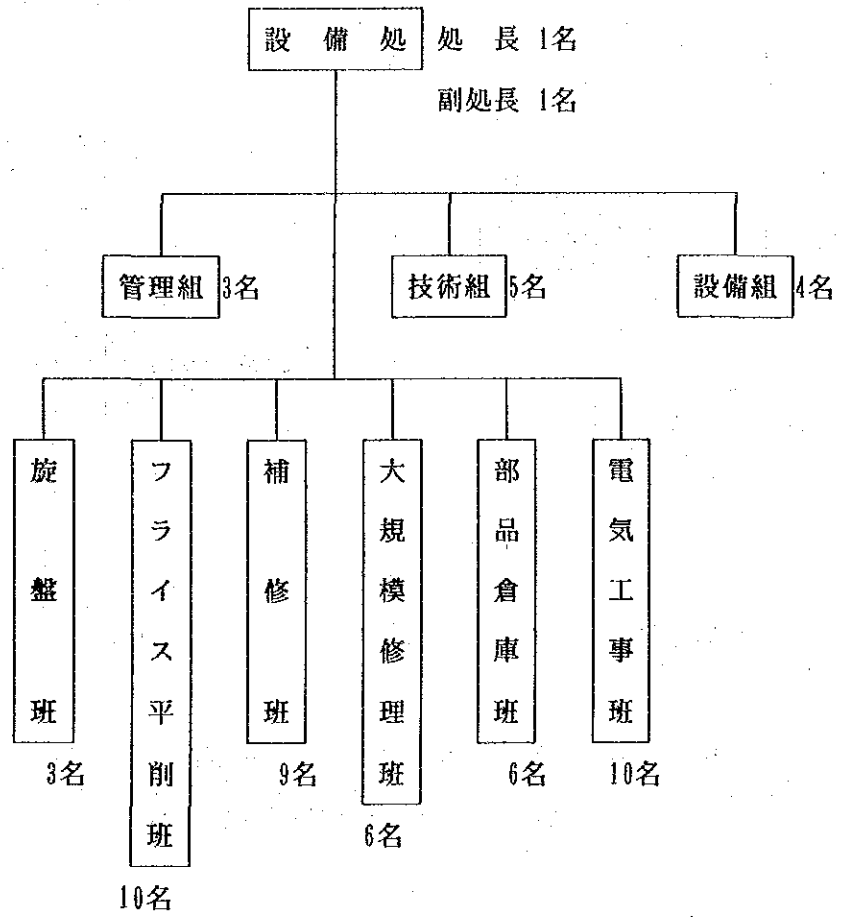 設備処 処長 1名
副処長 1名
管理組 3名
技術組 5名
設備組 4名
旋盤班
3名
フライス平削班
10名
補修班
9名
大規模修理班
6名
部品倉庫班
6名
電気工事班
10名